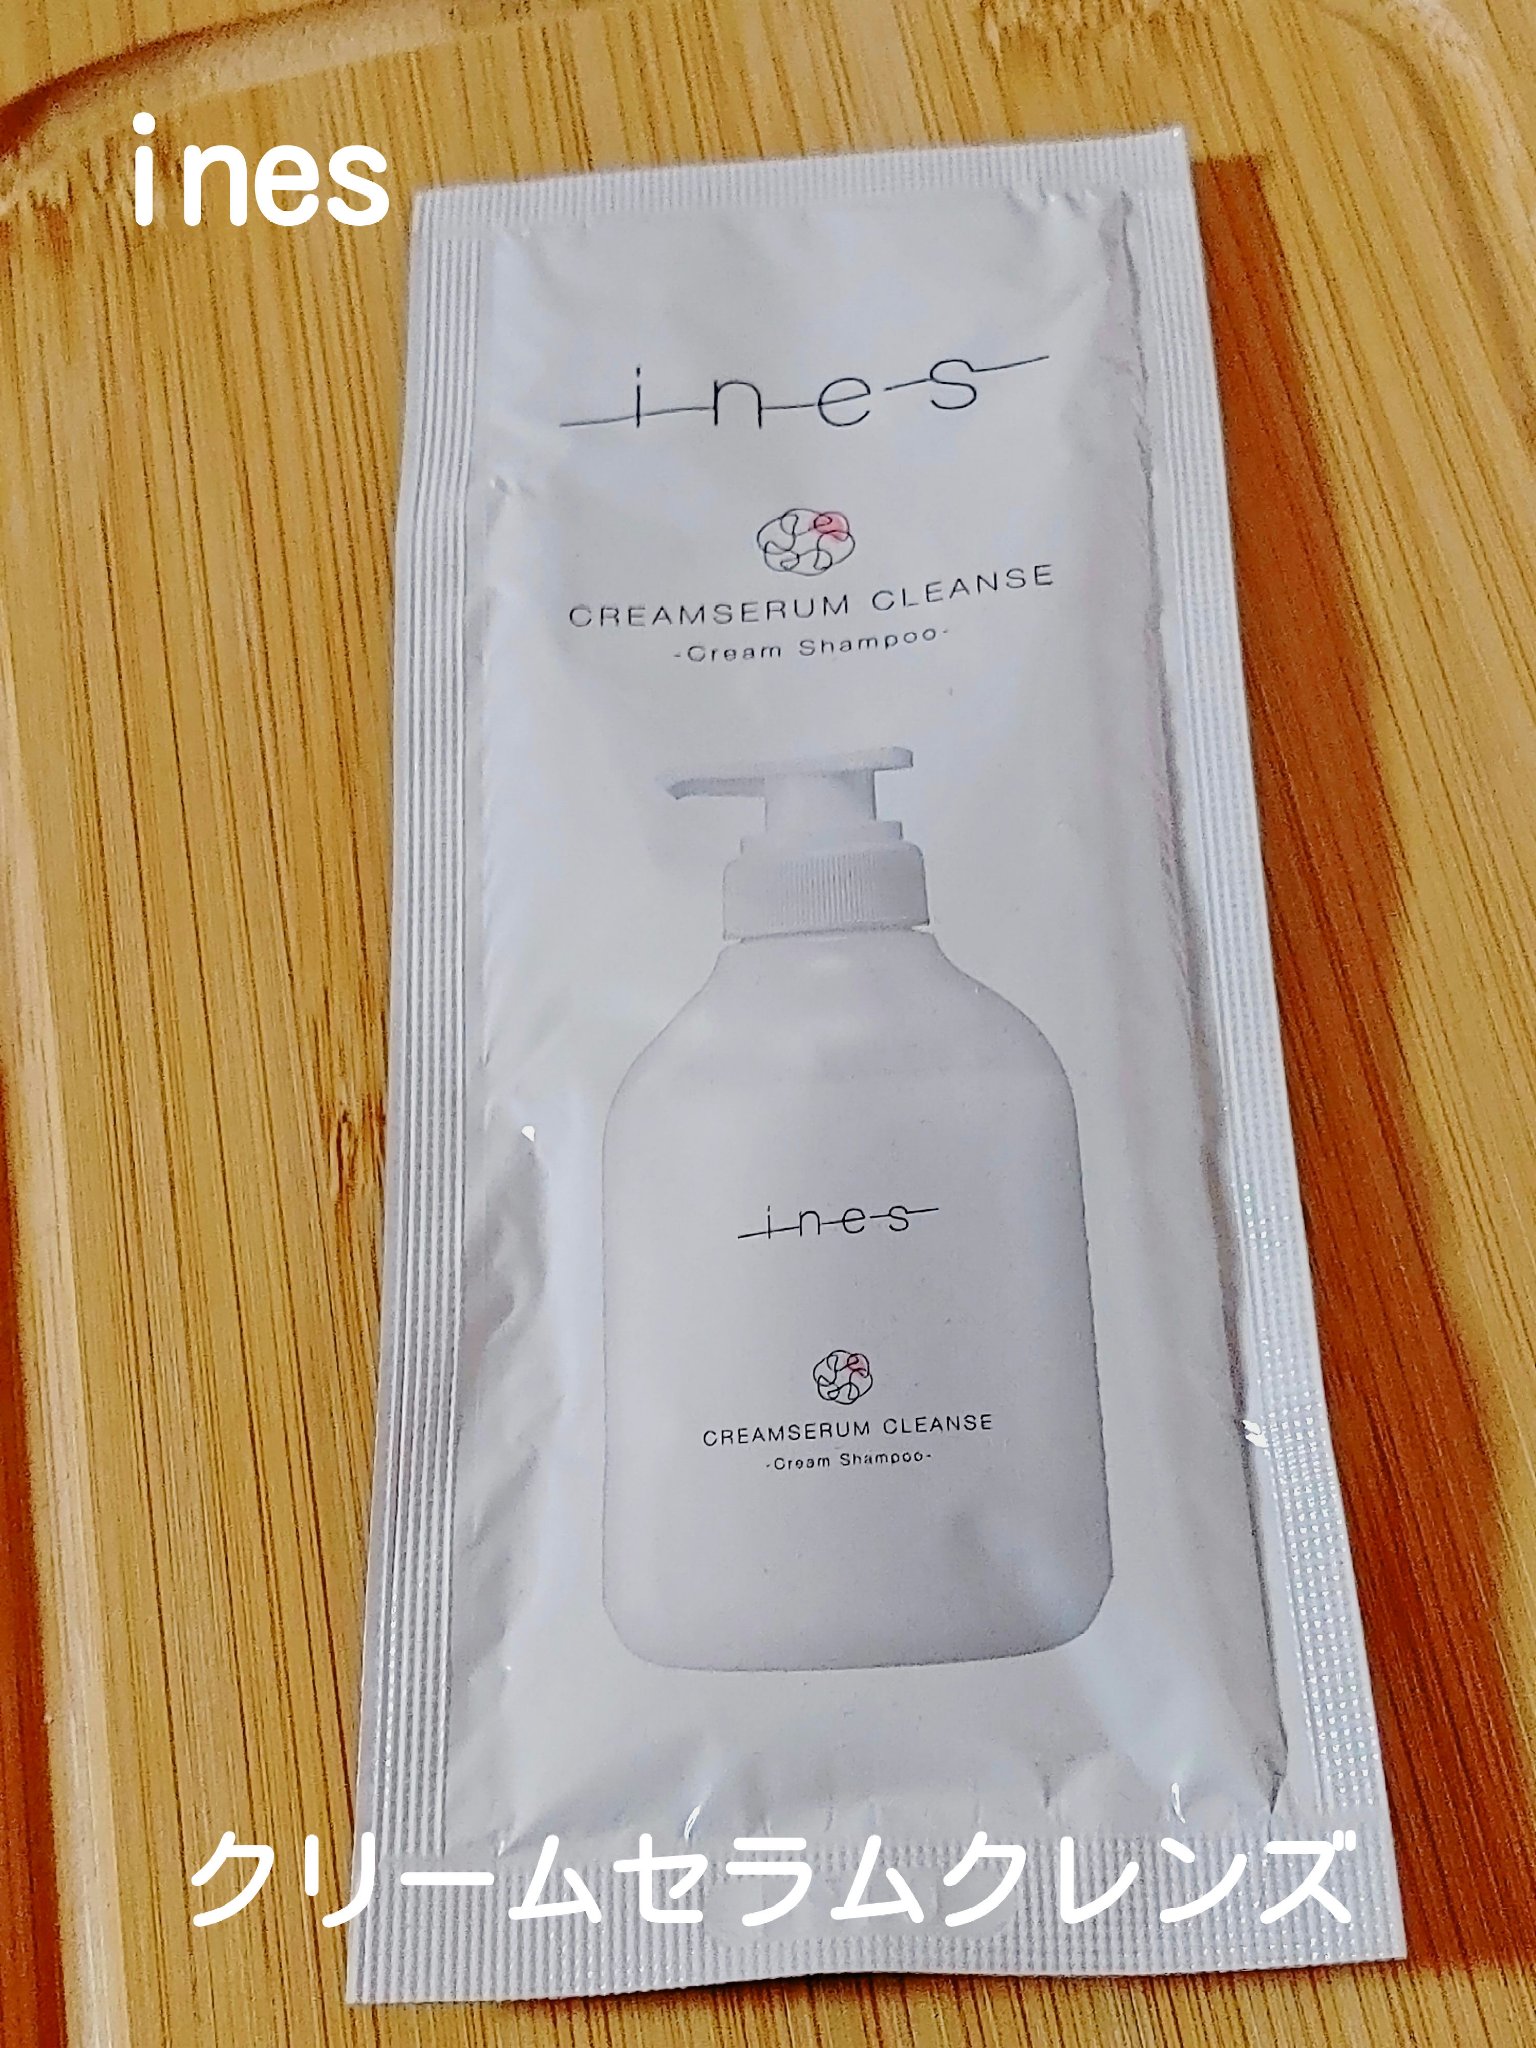 ines
ines
CREAMSERUM CLEANSE
-Cream Shampoo-
ines
CREAMSERUM CLEANSE
-Cream Shampoo-
クリームセラムクレンズ